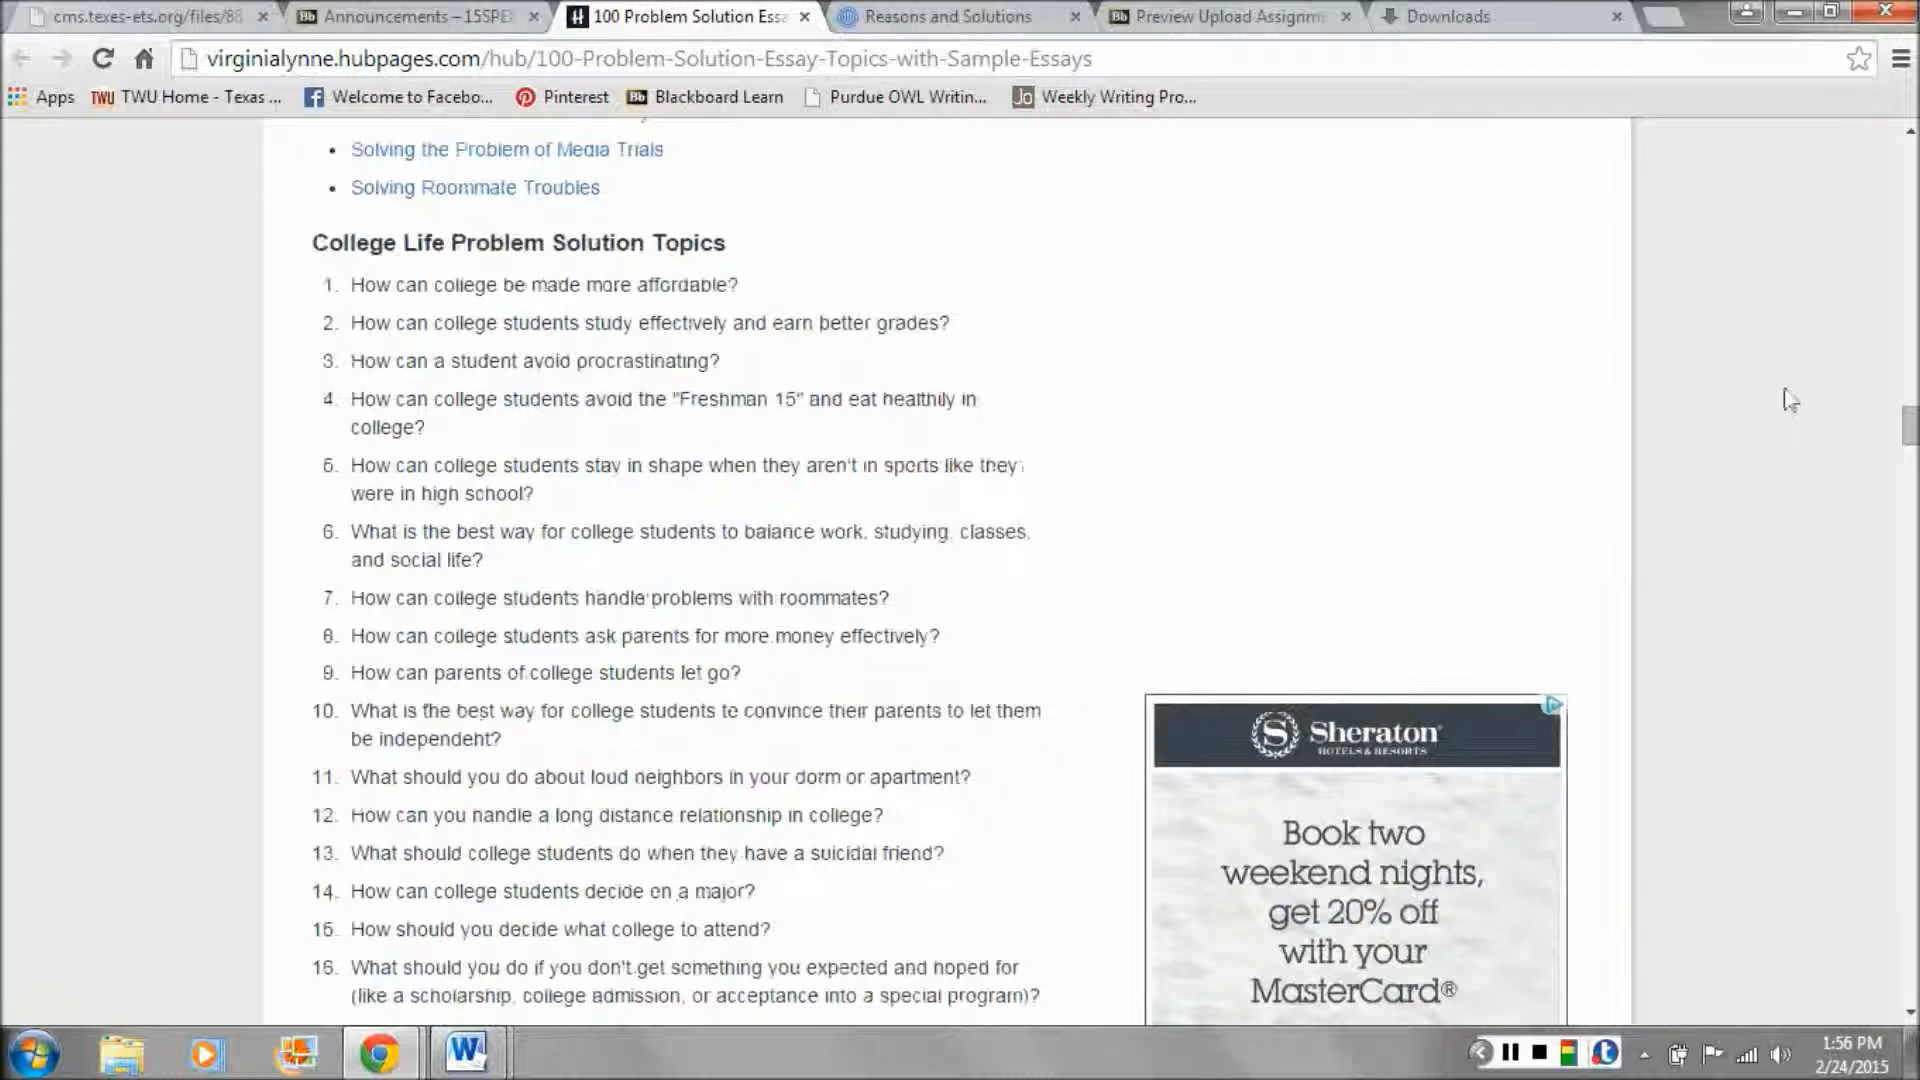 cms.texes-ets.org/files/88
Bb Announcements – 15SPE
H 100 Problem Solution Essa
Reasons and Solutions
Bb Preview Upload Assignm
Downloads
virginialynne.hubpages.com/hub/100-Problem-Solution-Essay-Topics-with-Sample-Essays
Apps TWU TWU Home - Texas ... f Welcome to Facebo... Pinterest Bb Blackboard Learn Purdue OWL Writin... Jo Weekly Writing Pro...
• Solving the Problem of Media Trials
• Solving Roommate Troubles
College Life Problem Solution Topics
1. How can college be made more affordable?
2. How can college students study effectively and earn better grades?
3. How can a student avoid procrastinating?
4. How can college students avoid the "Freshman 15" and eat healthily in
college?
5. How can college students stay in shape when they aren't in sports like they
were in high school?
6. What is the best way for college students to balance work, studying, classes,
and social life?
7. How can college students handle problems with roommates?
8. How can college students ask parents for more money effectively?
9. How can parents of college students let go?
10. What is the best way for college students to convince their parents to let them
be independent?
11. What should you do about loud neighbors in your dorm or apartment?
12. How can you handle a long distance relationship in college?
13. What should college students do when they have a suicidal friend?
14. How can college students decide on a major?
15. How should you decide what college to attend?
16. What should you do if you don't get something you expected and hoped for
(like a scholarship, college admission, or acceptance into a special program)?
S Sheraton
HOTELS & RESORTS
Book two
weekend nights,
get 20% off
with your
MasterCard®
W
t
1:56 PM
2/24/2015